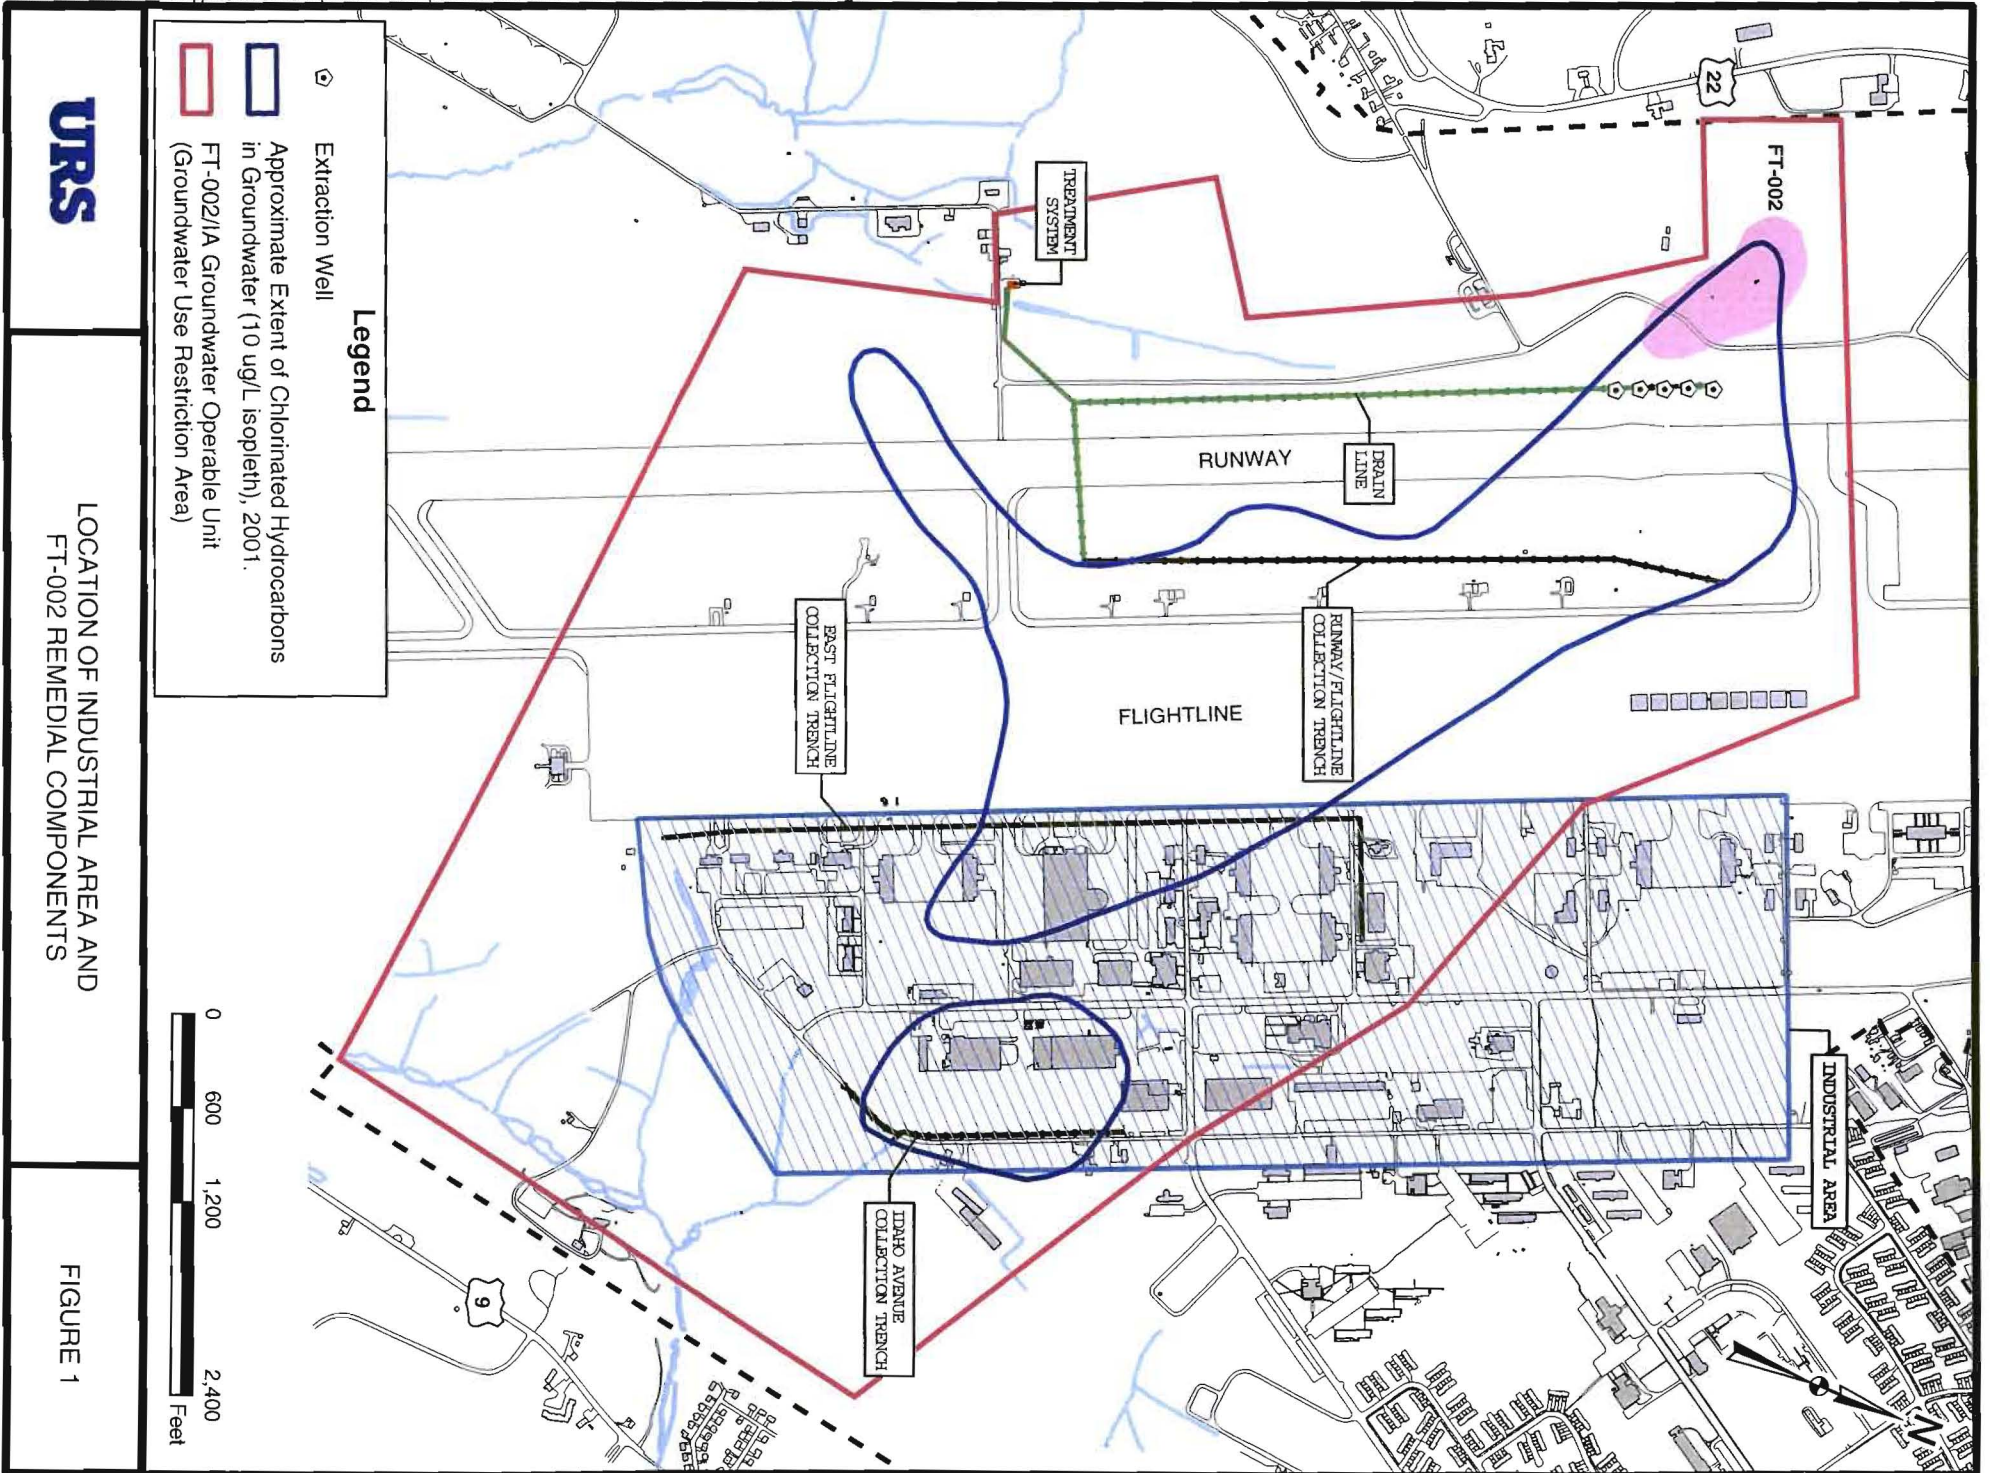 22
FT-002
TREATMENT
SYSTEM
RUNWAY
DRAIN
LINE
EAST FLIGHTLINE
COLLECTION TRENCH
RUNWAY/FLIGHTLINE
COLLECTION TRENCH
FLIGHTLINE
INDUSTRIAL AREA
IDAHO AVENUE
COLLECTION TRENCH
9
N
Legend
Extraction Well
Approximate Extent of Chlorinated Hydrocarbons
in Groundwater (10 ug/L isopleth), 2001.
FT-002/IA Groundwater Operable Unit
(Groundwater Use Restriction Area)
0 600 1,200 2,400
Feet
URS
LOCATION OF INDUSTRIAL AREA AND
FT-002 REMEDIAL COMPONENTS
FIGURE 1